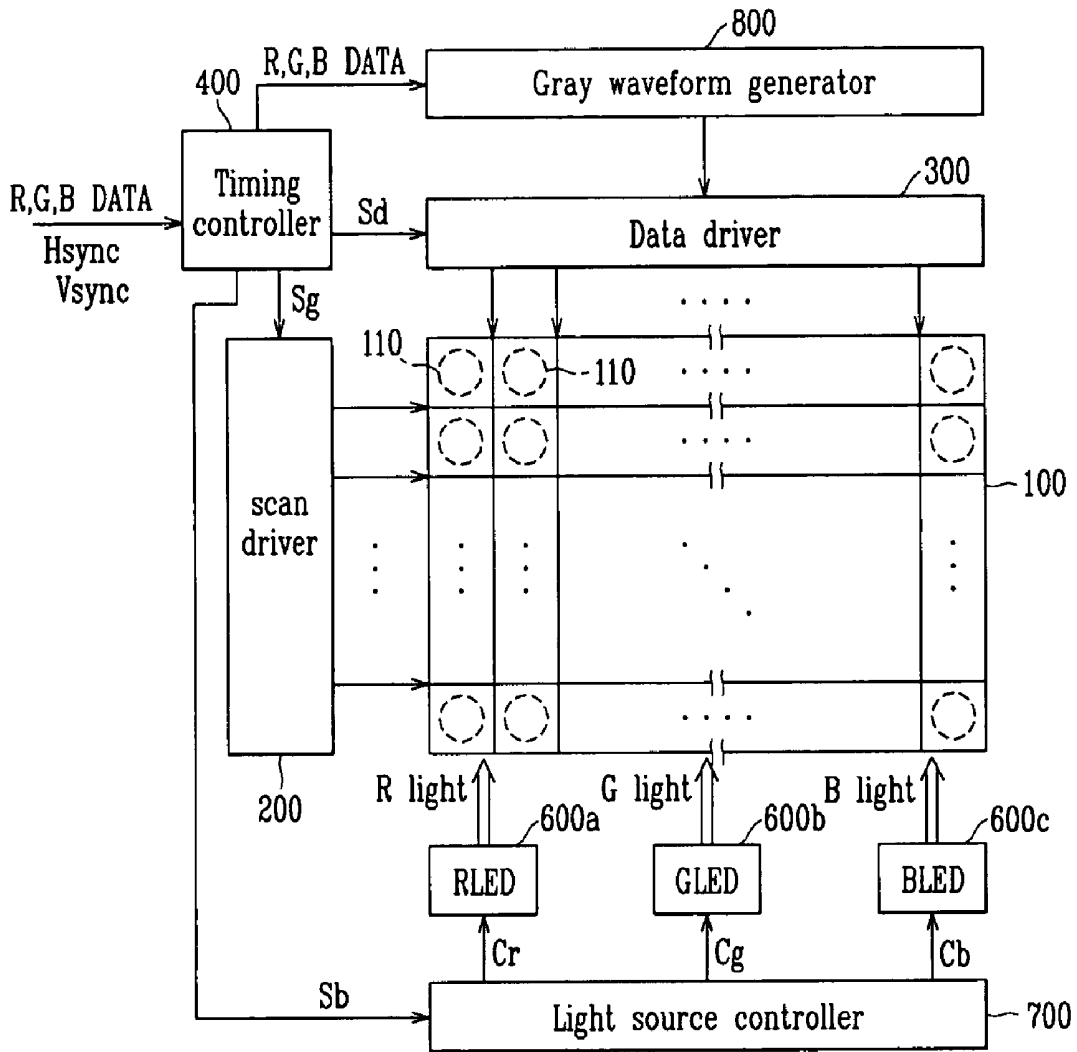 800
R,G,B DATA
400
Gray waveform generator
Timing
controller
R,G,B DATA
Hsync
Vsync
Sd
300
Data driver
Sg
110
110
scan
driver
100
200
R light
G light
B light
600a
600b
600c
RLED
GLED
BLED
Cr
Cg
Cb
Sb
Light source controller
700